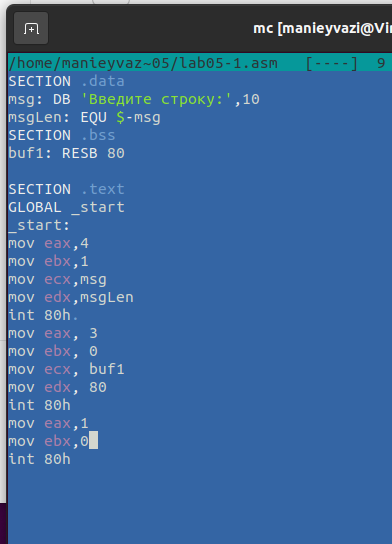 mc [manieyvazi@Vi
/home/manieyvaz~05/lab05-1.asm   [----]  9
SECTION .data
msg: DB 'Введите строку:',10
msgLen: EQU $-msg
SECTION .bss
buf1: RESB 80
SECTION .text
GLOBAL _start
_start:
mov eax,4
mov ebx,1
mov ecx,msg
mov edx,msgLen
int 80h.
mov eax, 3
mov ebx, 0
mov ecx, buf1
mov edx, 80
int 80h
mov eax,1
mov ebx,0
int 80h